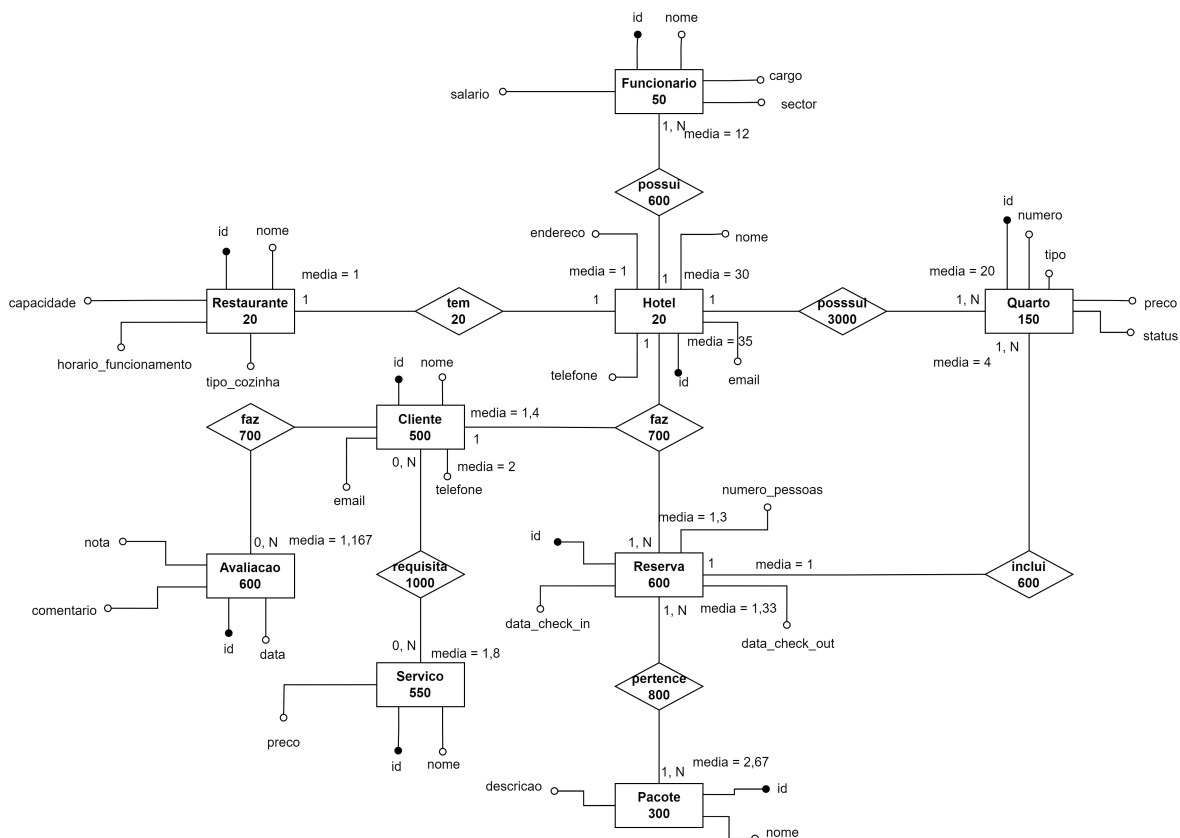 id
nome
Funcionario
50
cargo
salario
sector
1, N
media = 12
possui
600
id
numero
endereco
nome
id
nome
tipo
media = 1
media = 1
media = 30
media = 20
capacidade
Restaurante
20
1
tem
20
1
Hotel
20
1
1
posssui
3000
1, N
Quarto
150
preco
status
horario_funcionamento
tipo_cozinha
1
media = 35
1, N
media = 4
telefone
id
email
id
nome
faz
700
Cliente
500
media = 1,4
1
faz
700
0, N
media = 2
email
telefone
numero_pessoas
media = 1,3
nota
0, N
media = 1,167
id
1, N
Avaliacao
600
requisita
1000
Reserva
600
1
media = 1
inclui
600
comentario
data_check_in
1, N
media = 1,33
data_check_out
id
data
0, N
media = 1,8
Servico
550
pertence
800
preco
id
nome
media = 2,67
1, N
descricao
Pacote
300
id
nome